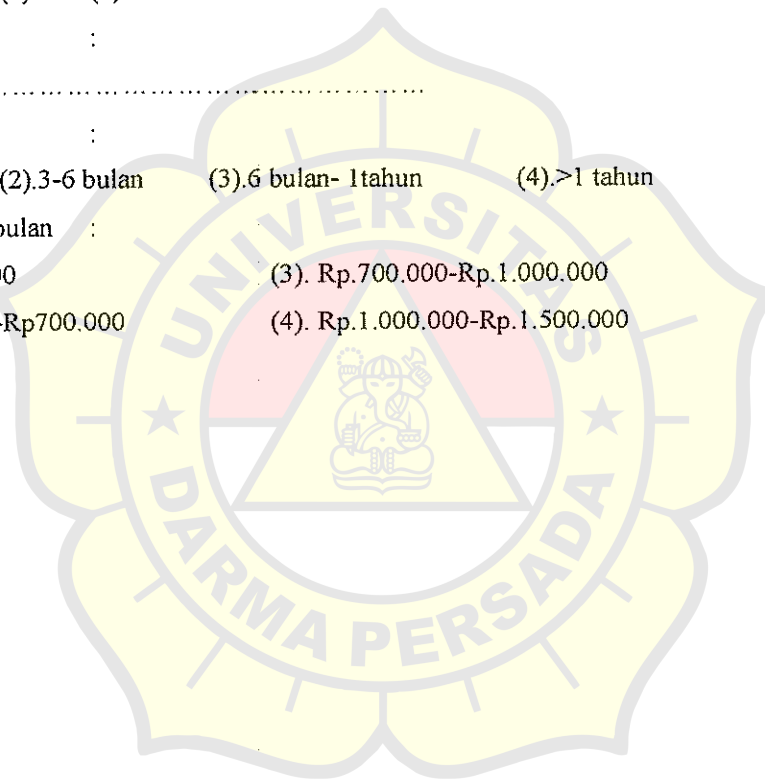 :
................................................
:
(2).3-6 bulan (3).6 bulan- 1tahun (4).>1 tahun
bulan :
(3). Rp.700.000-Rp.1.000.000
-Rp700.000 (4). Rp.1.000.000-Rp.1.500.000
UNIVERSITAS
DARMA PERSADA